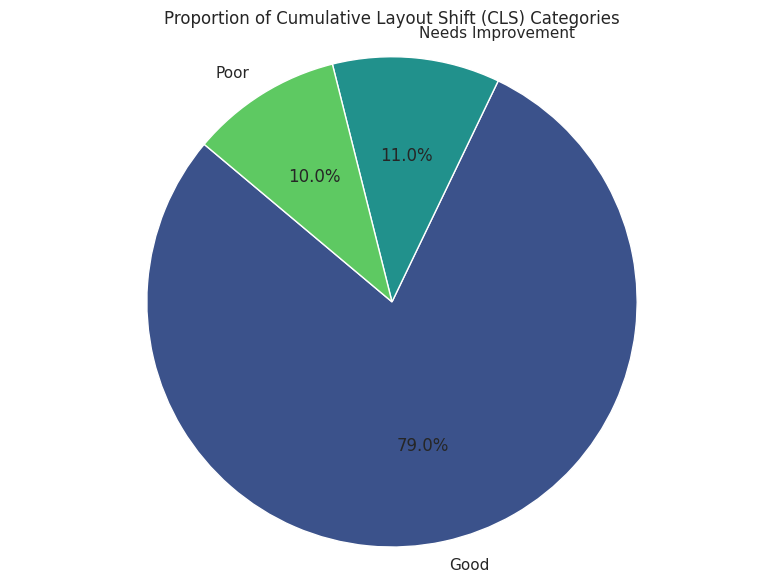 Proportion of Cumulative Layout Shift (CLS) Categories
Needs Improvement
Poor
11.0%
10.0%
79.0%
Good